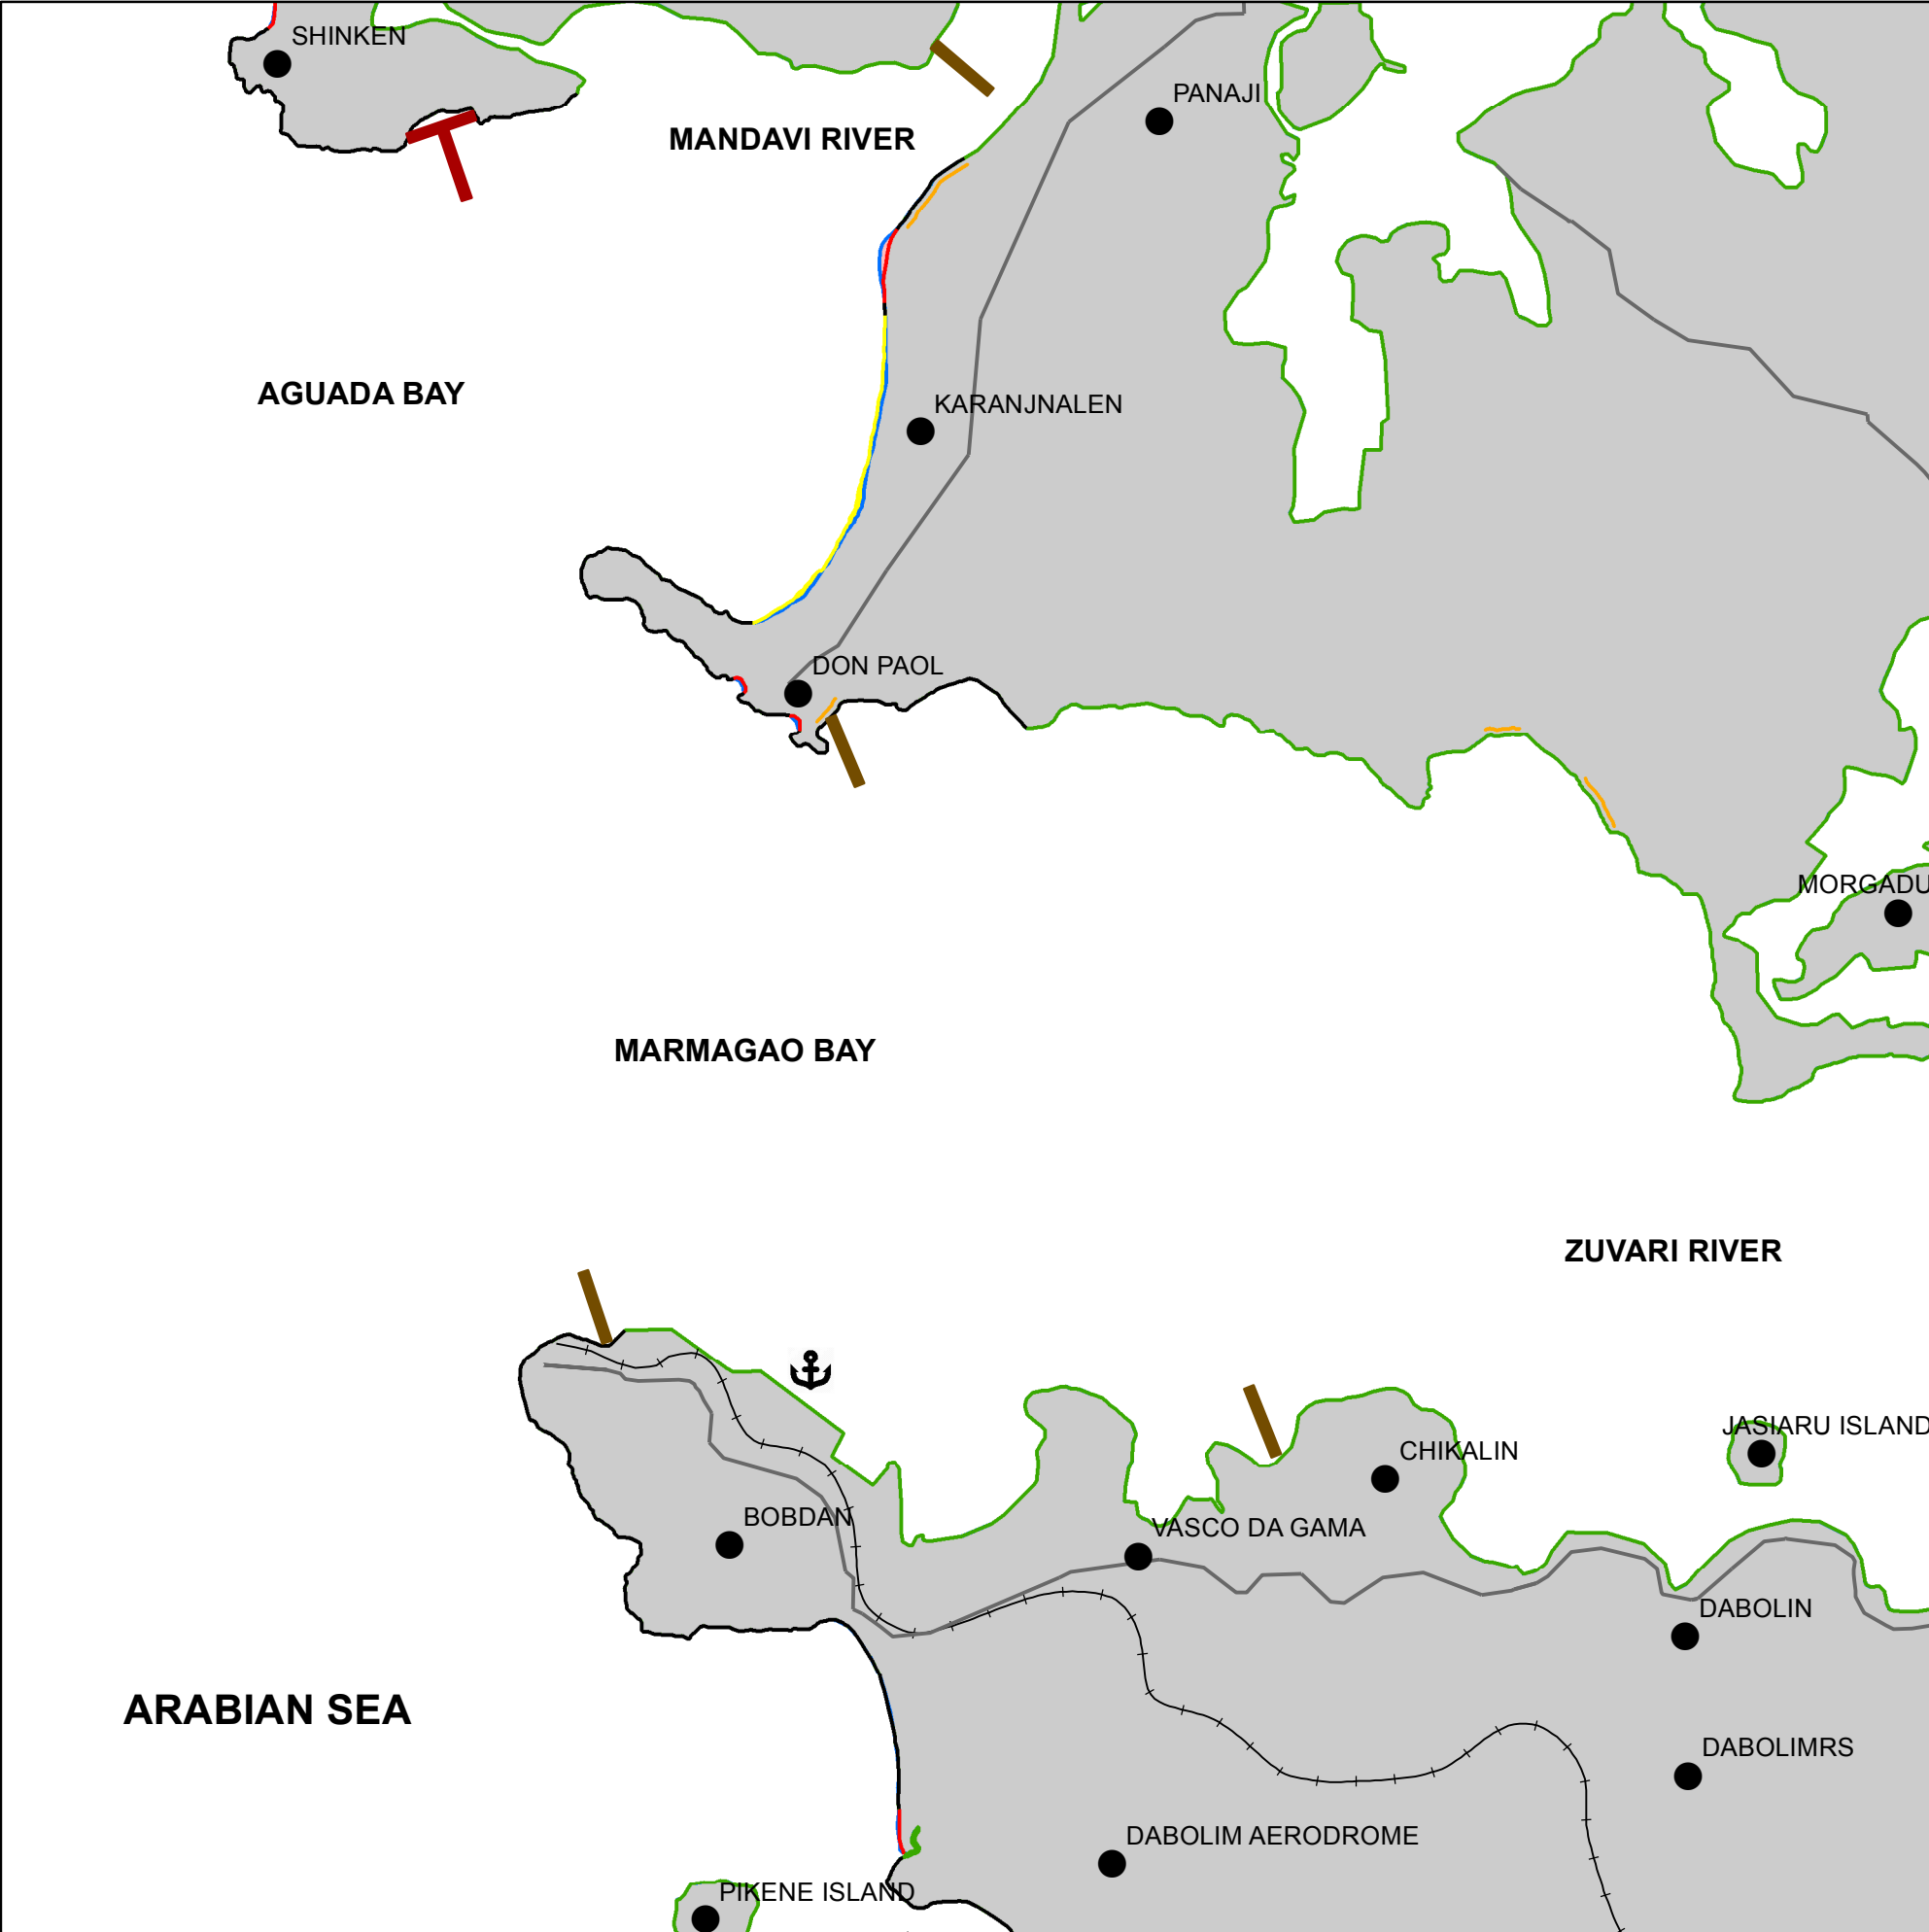 SHINKEN
PANAJI
MANDAVI RIVER
AGUADA BAY
KARANJNALEN
DON PAOL
MORGADU
MARMAGAO BAY
ZUVARI RIVER
JASIARU ISLAND
CHIKALIN
BOBDAN
VASCO DA GAMA
DABOLIN
ARABIAN SEA
DABOLIMRS
DABOLIM AERODROME
PIKENE ISLAND